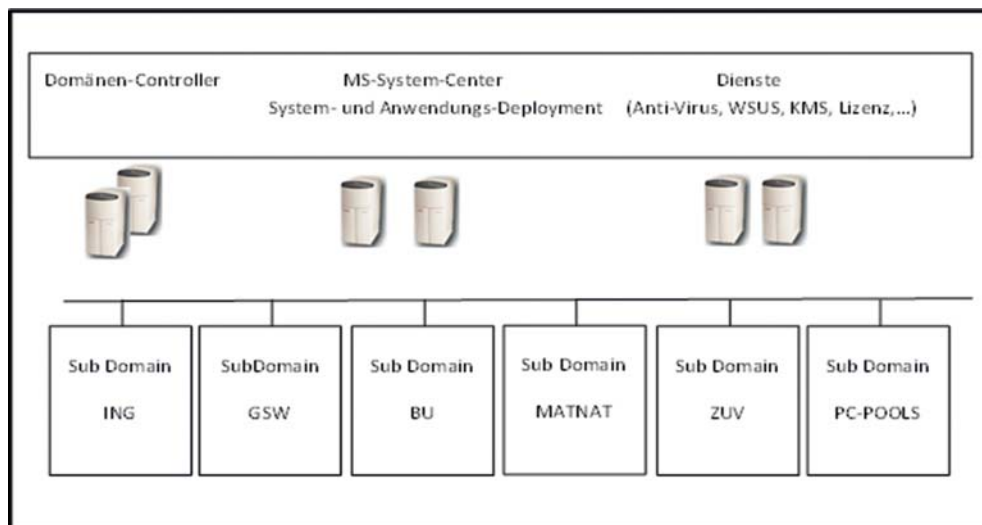 Domänen-Controller
MS-System-Center
System- und Anwendungs-Deployment
Dienste
(Anti-Virus, WSUS, KMS, Lizenz,...)
Sub Domain
ING
SubDomain
GSW
Sub Domain
BU
Sub Domain
MATNAT
Sub Domain
ZUV
Sub Domain
PC-POOLS